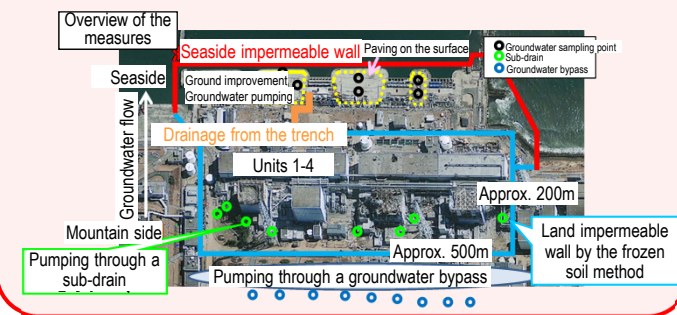 Overview of the
measures
Seaside impermeable wall
Paving on the surface
Groundwater sampling point
Sub-drain
Groundwater bypass
Seaside
Ground improvement,
Groundwater pumping
Groundwater flow
Drainage from the trench
Units 1-4
Approx. 200m
Mountain side
Approx. 500m
Land impermeable
wall by the frozen
soil method
Pumping through a
sub-drain
Pumping through a groundwater bypass